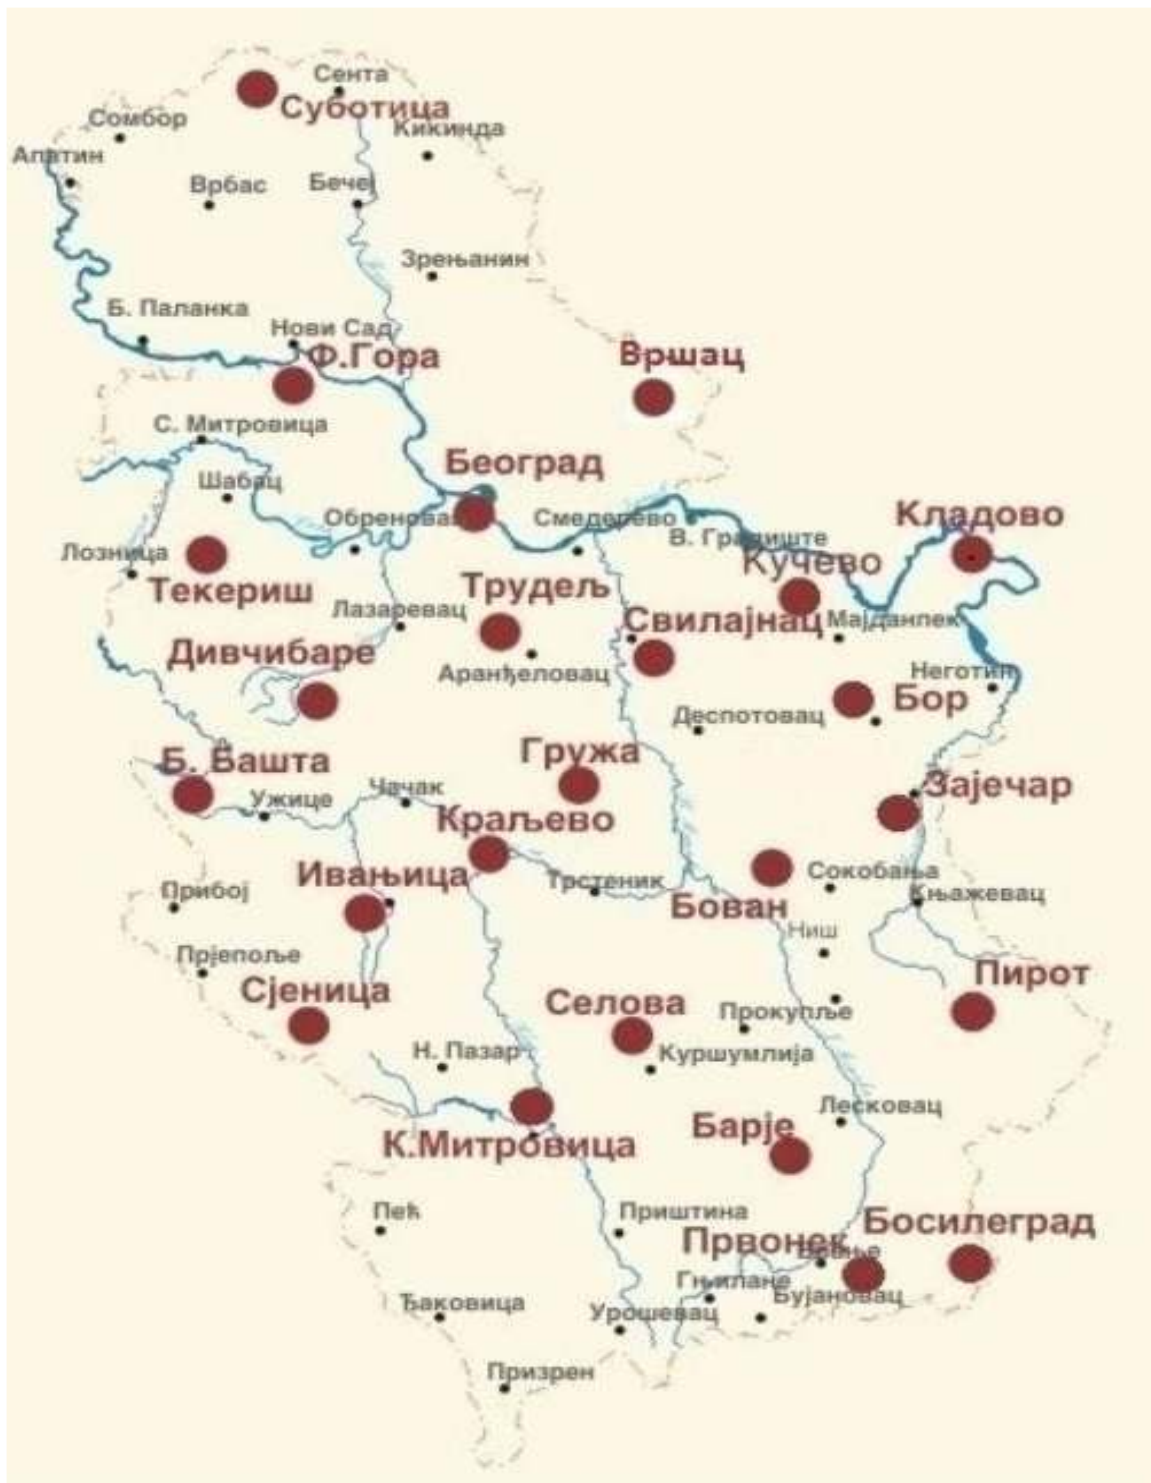 Сента
Суботица
Сомбор
Кикинда
Апатин
Врбас
Бечеј
Зрењанин
Б. Паланка
Нови Сад
Ф.Гора
Вршац
С. Митровица
Београд
Шабац
Обреновац
Смедерево
Кладово
В. Градиште
Лозница
Кучево
Текериш
Трудељ
Лазаревац
Свилајнац
Мајданпек
Дивчибаре
Аранђеловац
Неготин
Бор
Деспотовац
Гружа
Б. Башта
Ужице
Чачак
Зајечар
Краљево
Ивањица
Трстеник
Сокобања
Прибој
Бован
Књажевац
Ниш
Прјепоље
Пирот
Сјеница
Селова
Прокупље
Н. Пазар
Куршумлија
Лесковац
Барје
К.Митровица
Пећ
Приштина
Босилеград
Првонек
Врање
Гњилане
Бујановац
Ђаковица
Урошевац
Призрен